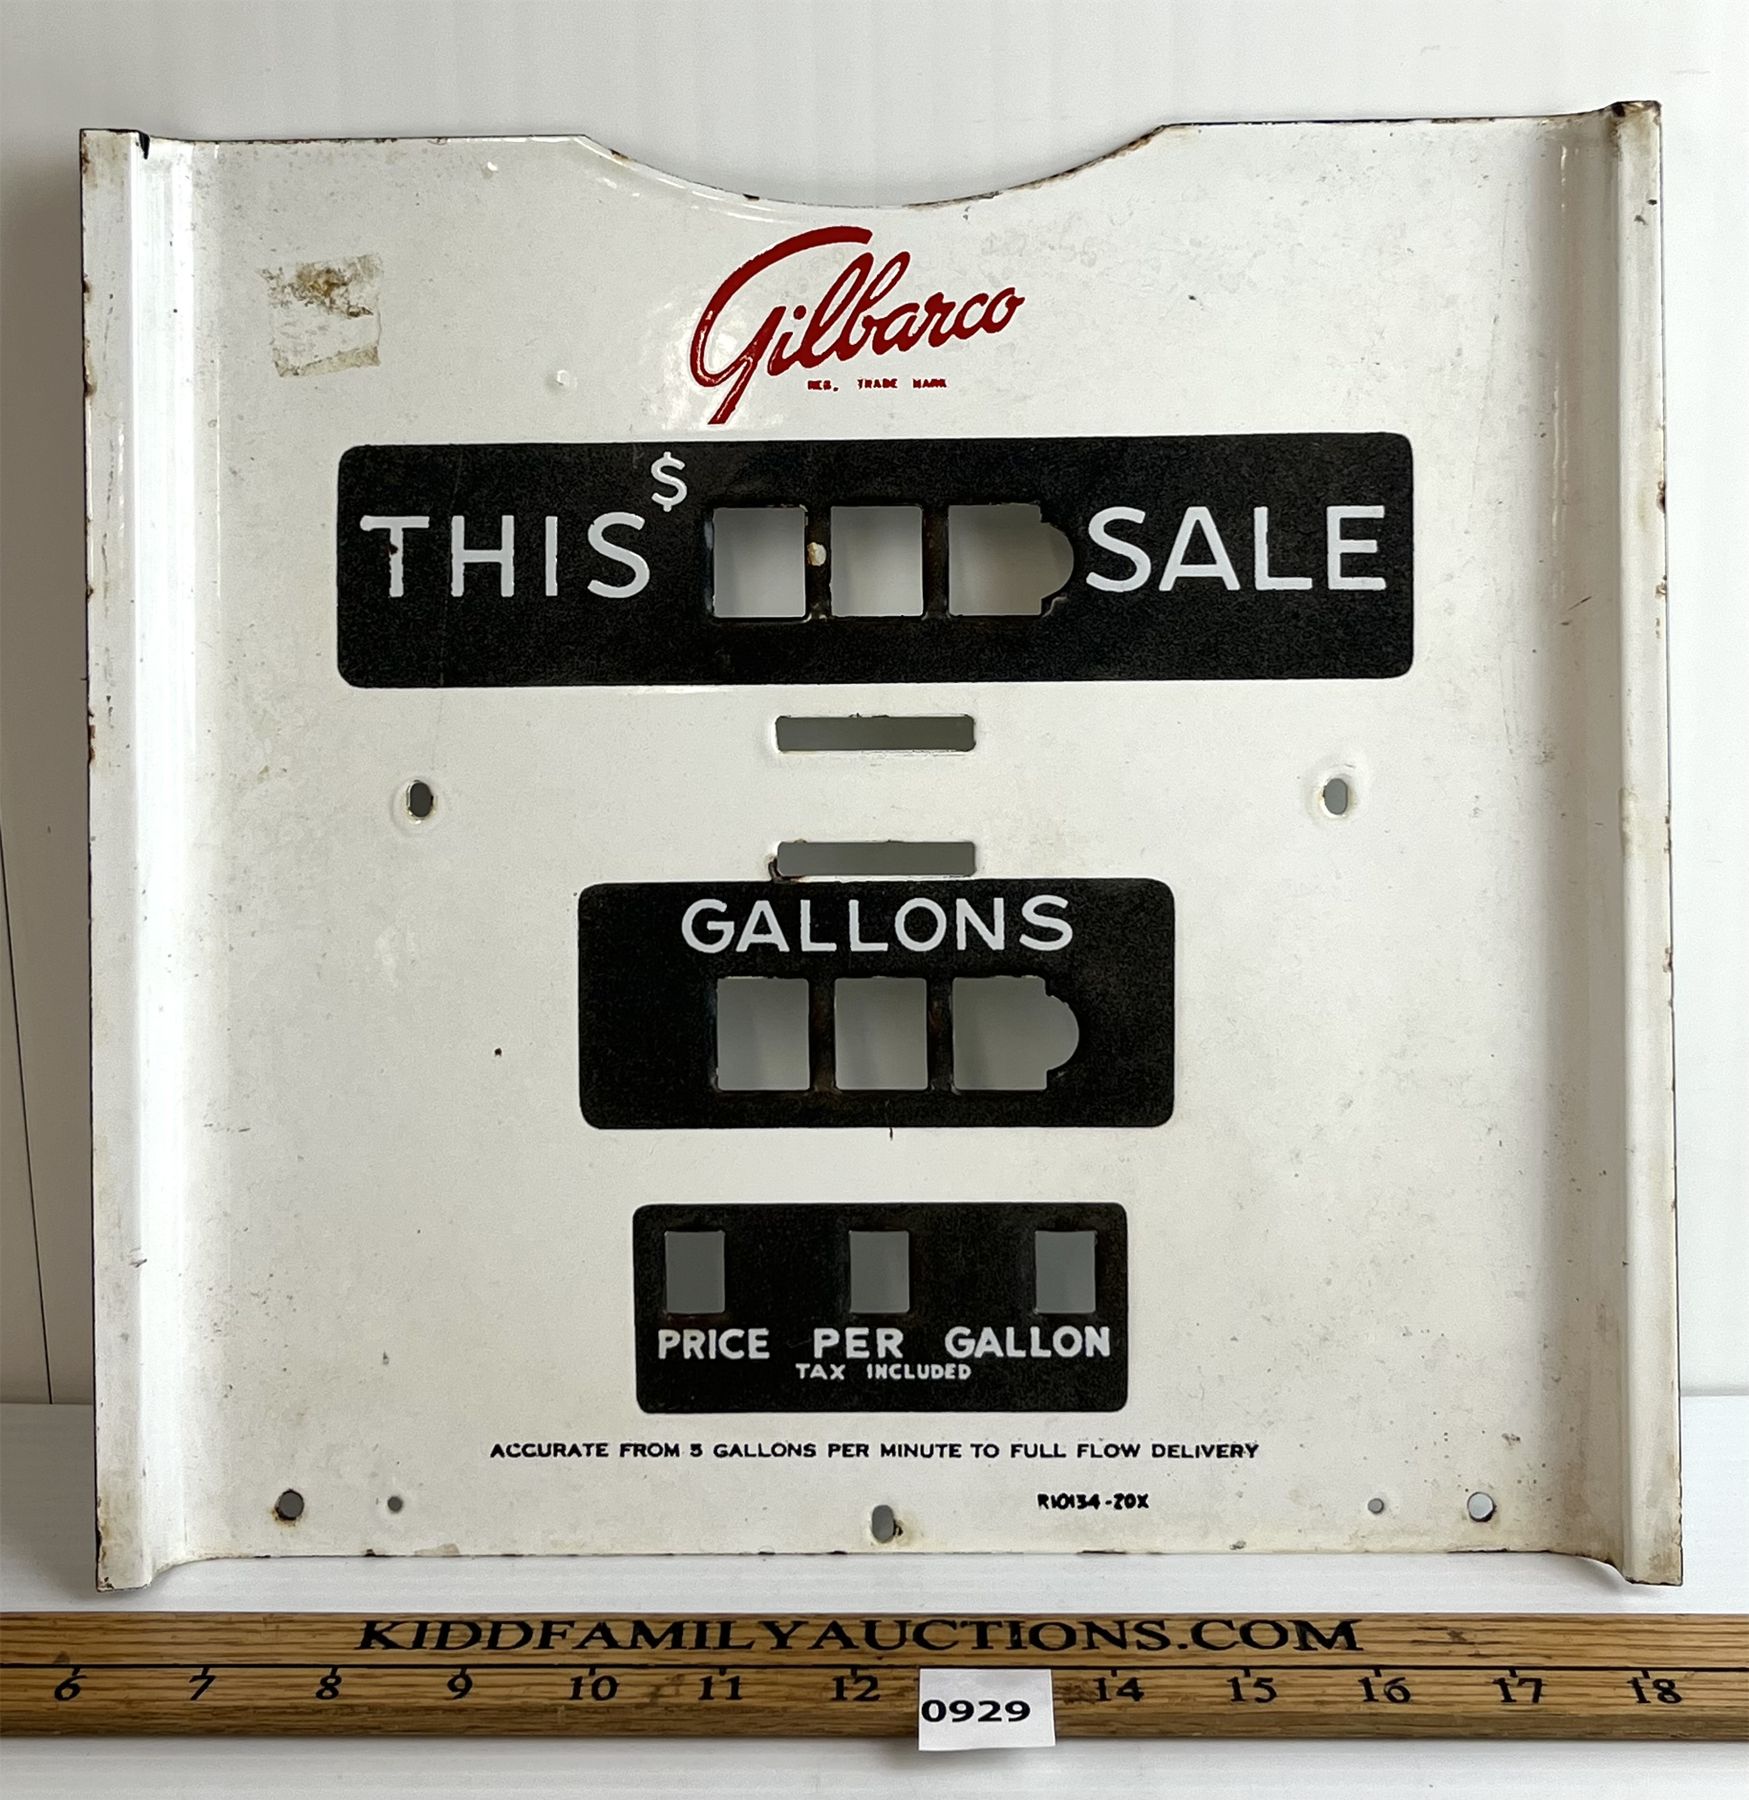 Gilbarco
REG. TRADE MARK
THIS $ SALE
GALLONS
PRICE PER GALLON
TAX INCLUDED
ACCURATE FROM 5 GALLONS PER MINUTE TO FULL FLOW DELIVERY
R10134-20X
KIDDFAMILYAUCTIONS.COM
6 7 8 9 10 11 12 14 15 16 17 18
0929